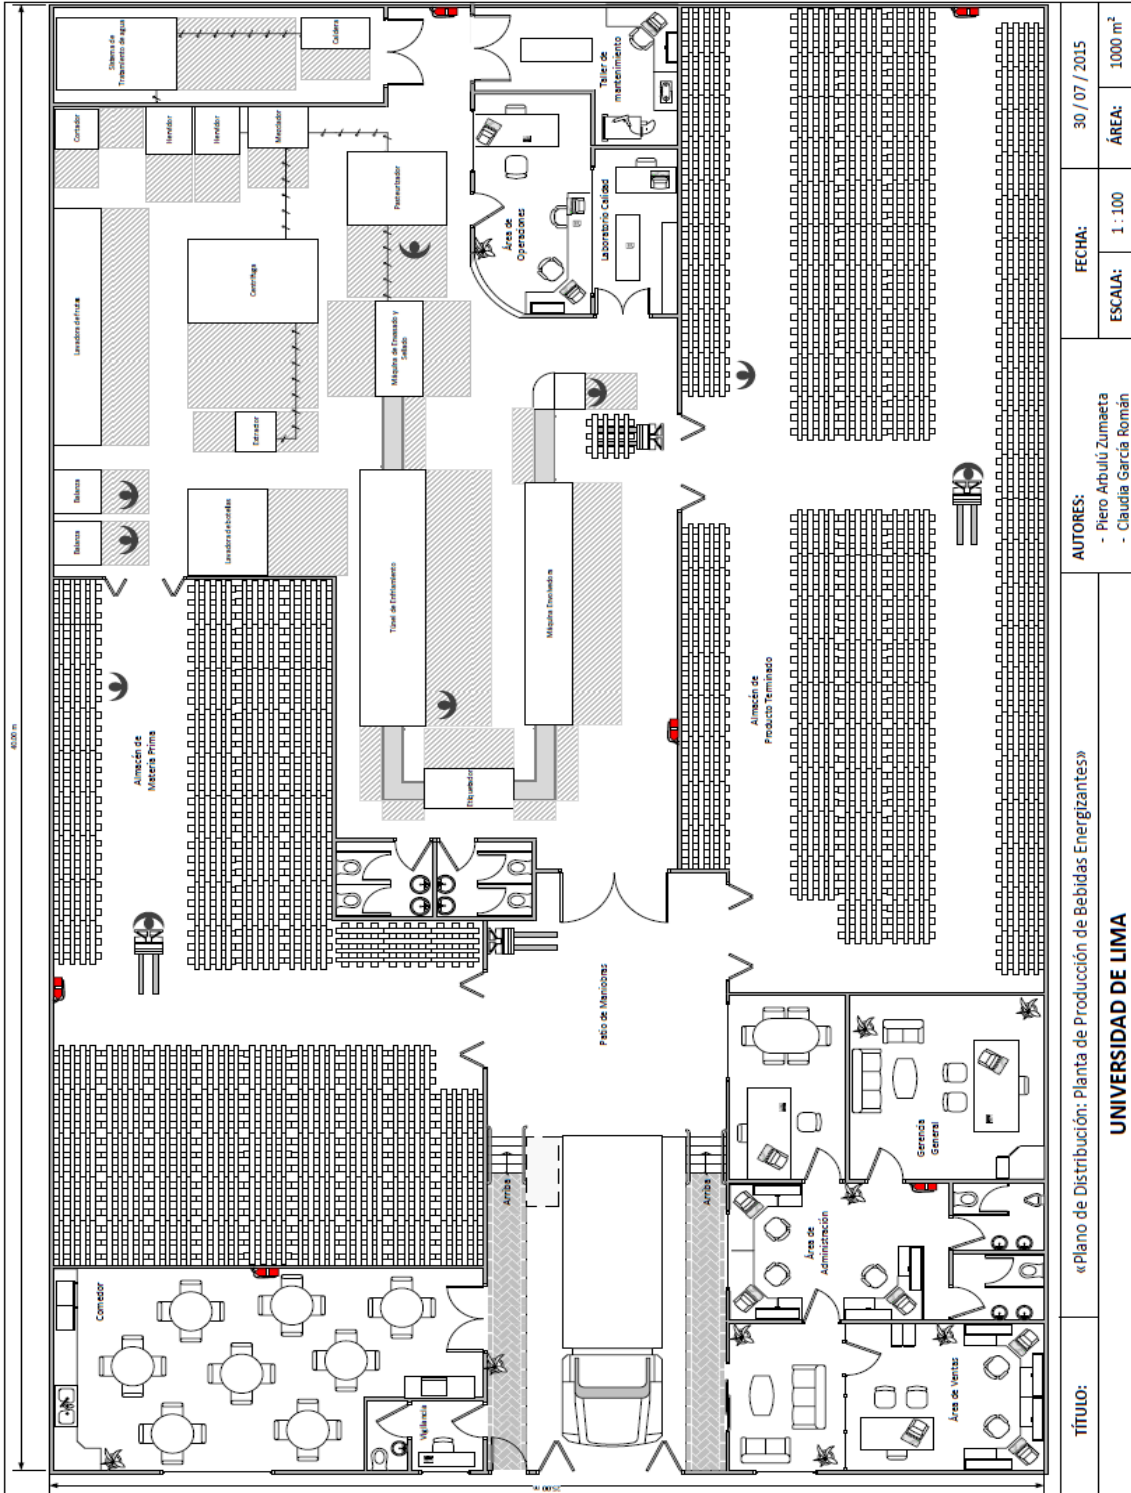 40.00 m
Sistema de
Tratamiento de agua
Caldera
Cortador
Hervidor
Hervidor
Mezclador
Pasteurizador
Lavadora de frutas
Centrífuga
Máquina de Envasado y
Sellado
Extractor
Balanza
Balanza
Lavadora de botellas
Túnel de Enfriamiento
Máquina Envolvedora
Etiquetador
Taller de
mantenimiento
Área de
Operaciones
Laboratorio Calidad
Almacén de
Materia Prima
Almacén de
Producto Terminado
Patio de Maniobras
Arriba
Arriba
Comedor
Vigilancia
Gerencia
General
Área de
Administración
Área de Ventas
TÍTULO:
«Plano de Distribución: Planta de Producción de Bebidas Energizantes»
UNIVERSIDAD DE LIMA
AUTORES:
- Piero Arbulú Zumaeta
- Claudia García Román
FECHA:
30 / 07 / 2015
ESCALA:
1 : 100
ÁREA:
1000 m²